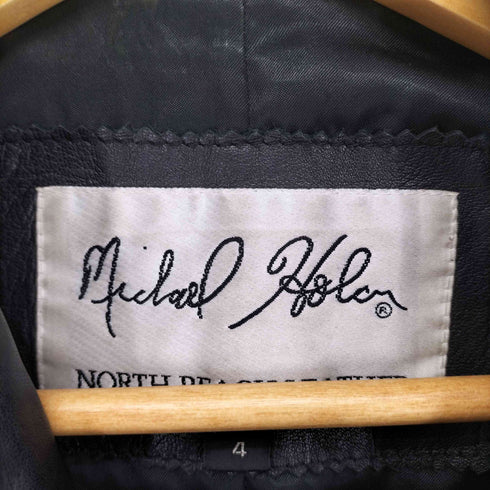 Michael Hoban ®
NORTH BEACH LEATHER
4